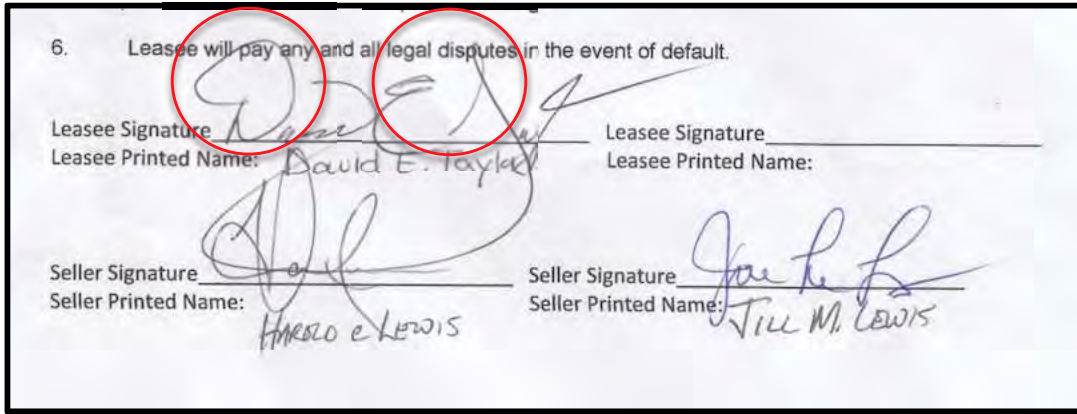 6. Leasee will pay any and all legal disputes in the event of default.
Leasee Signature Leasee Signature
Leasee Printed Name: David E. Taylor Leasee Printed Name:
Seller Signature Seller Signature
Seller Printed Name: Seller Printed Name:
HAROLD C LEWIS JILL M. LEWIS